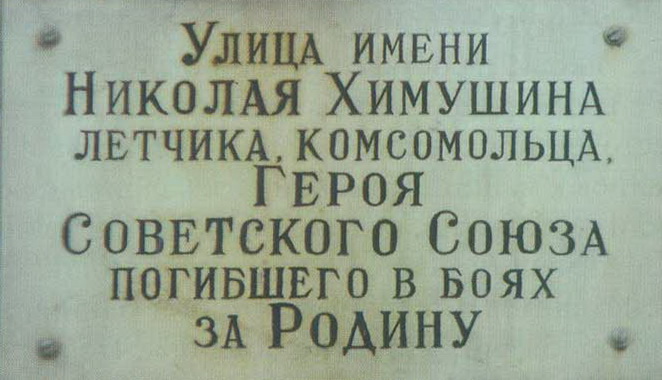 Улица имени
Николая Химушина
летчика, комсомольца,
Героя
Советского Союза
погибшего в боях
за Родину